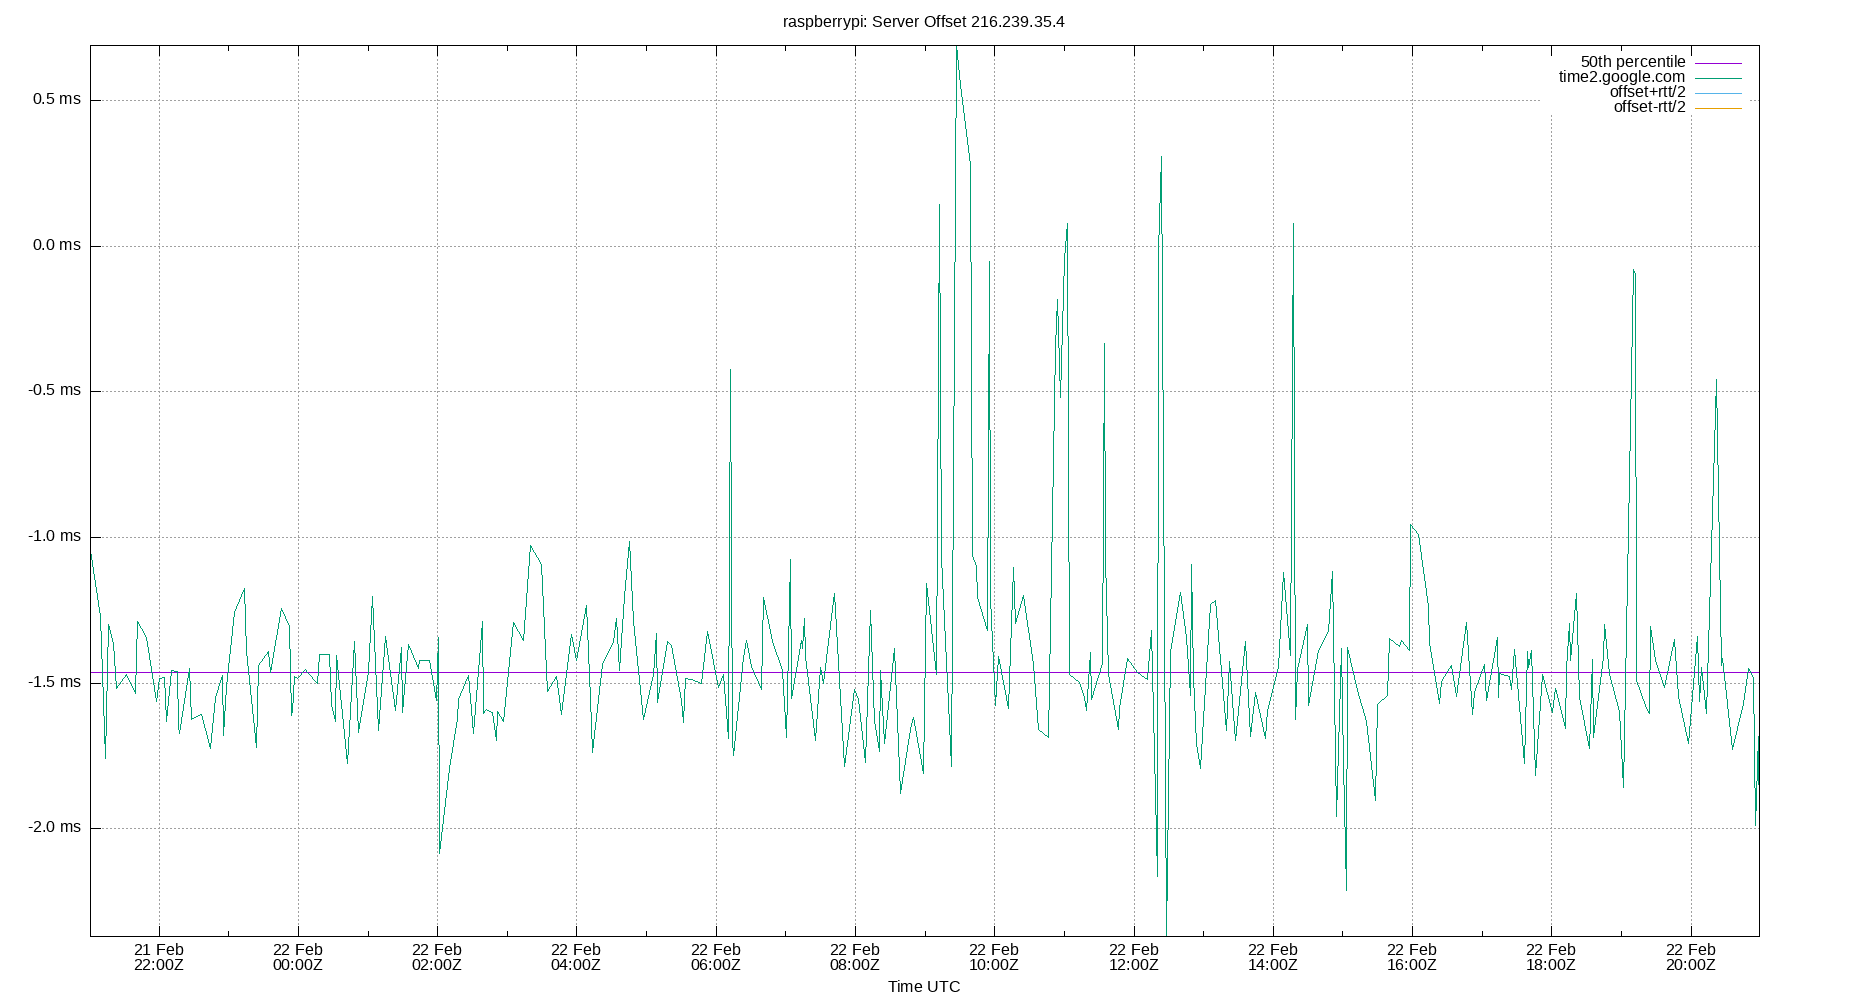 raspberrypi: Server Offset 216.239.35.4
50th percentile
time2.google.com
offset+rtt/2
offset-rtt/2
0.5 ms
0.0 ms
-0.5 ms
-1.0 ms
-1.5 ms
-2.0 ms
21 Feb 22 Feb 22 Feb 22 Feb 22 Feb 22 Feb 22 Feb 22 Feb 22 Feb 22 Feb 22 Feb 22 Feb
22:00Z 00:00Z 02:00Z 04:00Z 06:00Z 08:00Z 10:00Z 12:00Z 14:00Z 16:00Z 18:00Z 20:00Z
Time UTC